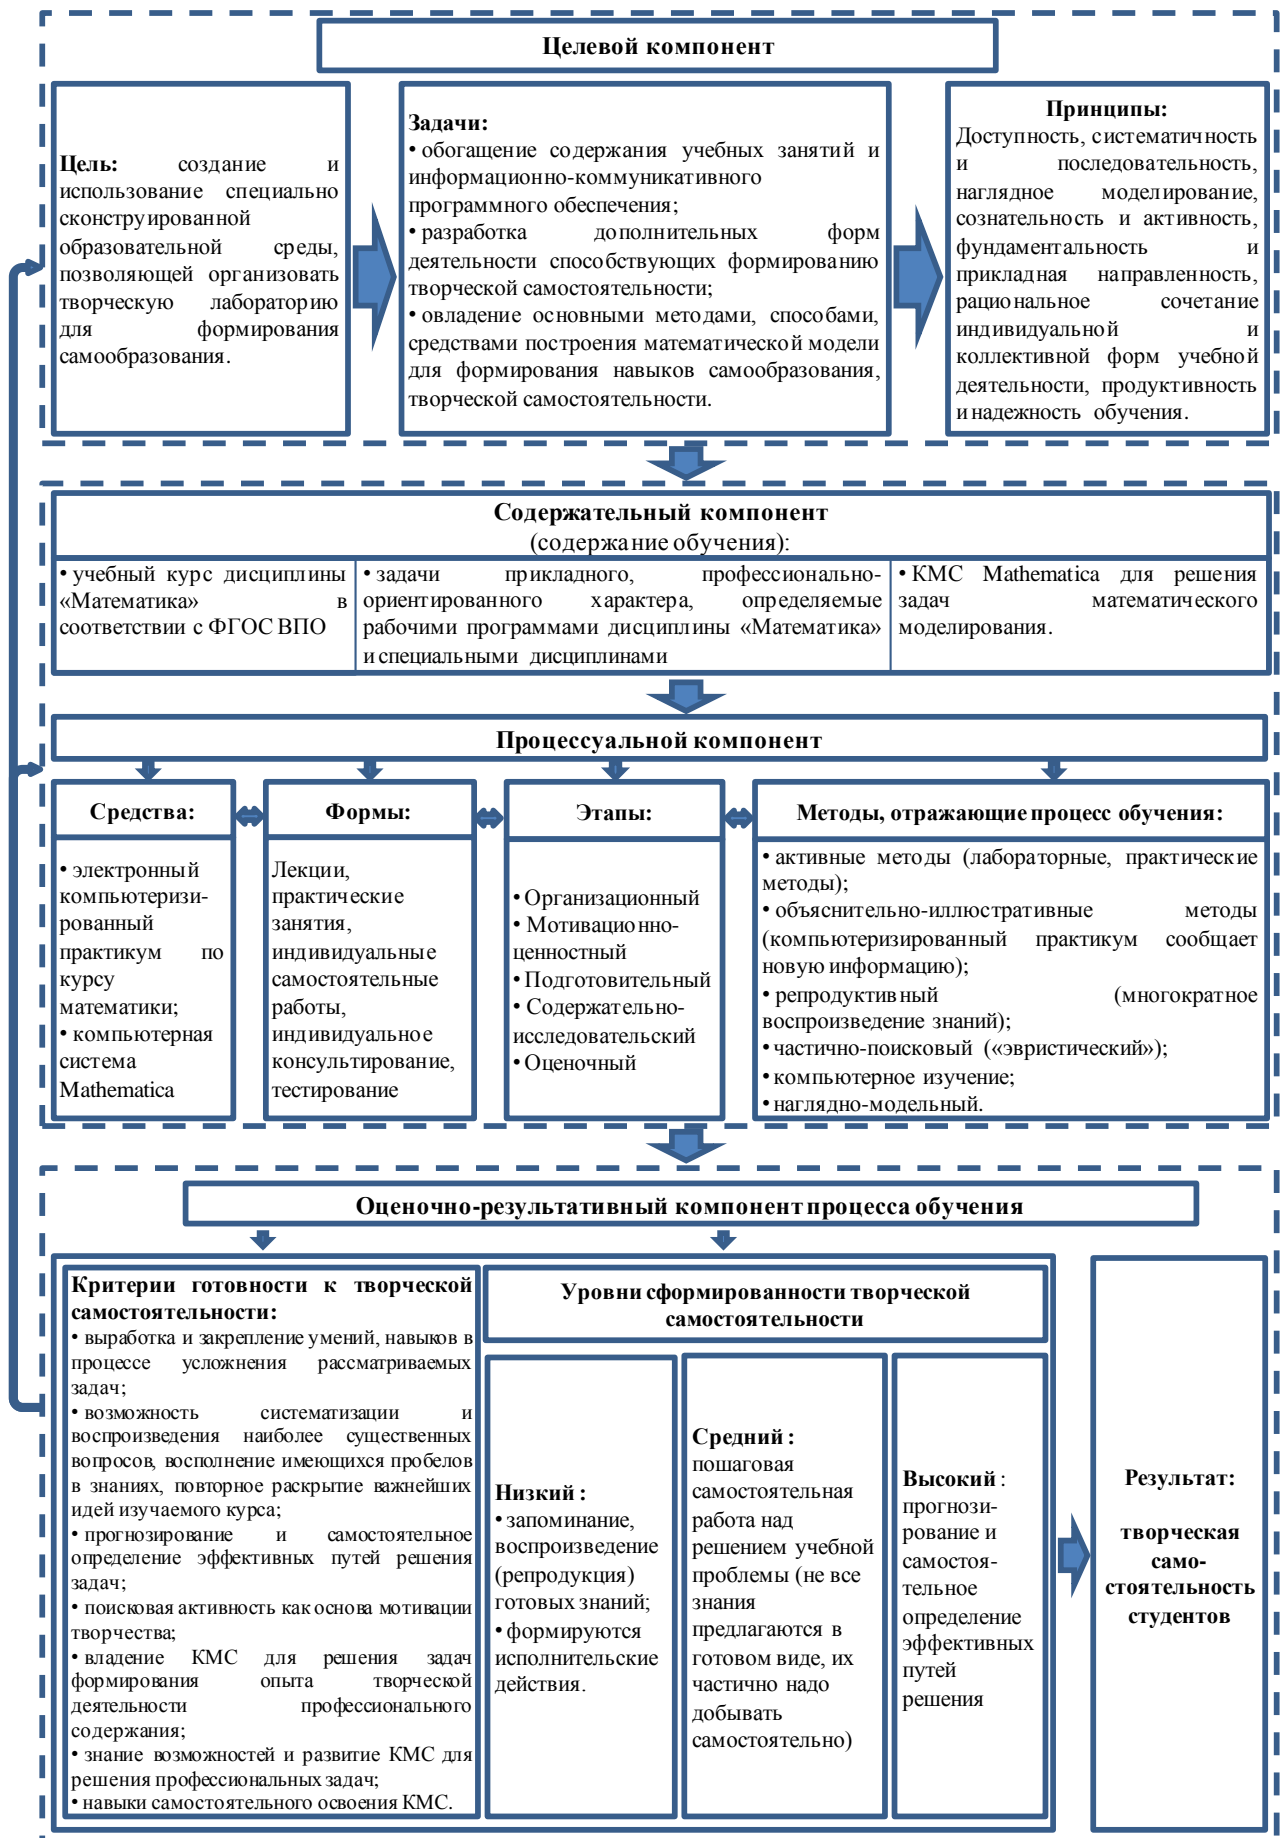 Целевой компонент
Цель: создание и
использование специально
сконструированной
образовательной среды,
позволяющей организовать
творческую лабораторию
для формирования
самообразования.
Задачи:
• обогащение содержания учебных занятий и
информационно-коммуникативного
программного обеспечения;
• разработка дополнительных форм
деятельности способствующих формированию
творческой самостоятельности;
• овладение основными методами, способами,
средствами построения математической модели
для формирования навыков самообразования,
творческой самостоятельности.
Принципы:
Доступность, систематичность
и последовательность,
наглядное моделирование,
сознательность и активность,
фундаментальность и
прикладная направленность,
рациональное сочетание
индивидуальной и
коллективной форм учебной
деятельности, продуктивность
и надежность обучения.
Содержательный компонент
(содержание обучения):
• учебный курс дисциплины
«Математика» в
соответствии с ФГОС ВПО
• задачи прикладного, профессионально-
ориентированного характера, определяемые
рабочими программами дисциплины «Математика»
и специальными дисциплинами
• КМС Mathematica для решения
задач математического
моделирования.
Процессуальной компонент
Средства:
• электронный
компьютеризи-
рованный
практикум по
курсу
математики;
• компьютерная
система
Mathematica
Формы:
Лекции,
практические
занятия,
индивидуальные
самостоятельные
работы,
индивидуальное
консультирование,
тестирование
Этапы:
• Организационный
• Мотивационно-
ценностный
• Подготовительный
• Содержательно-
исследовательский
• Оценочный
Методы, отражающие процесс обучения:
• активные методы (лабораторные, практические
методы);
• объяснительно-иллюстративные методы
(компьютеризированный практикум сообщает
новую информацию);
• репродуктивный (многократное
воспроизведение знаний);
• частично-поисковый («эвристический»);
• компьютерное изучение;
• наглядно-модельный.
Оценочно-результативный компонент процесса обучения
Критерии готовности к творческой
самостоятельности:
• выработка и закрепление умений, навыков в
процессе усложнения рассматриваемых
задач;
• возможность систематизации и
воспроизведения наиболее существенных
вопросов, восполнение имеющихся пробелов
в знаниях, повторное раскрытие важнейших
идей изучаемого курса;
• прогнозирование и самостоятельное
определение эффективных путей решения
задач;
• поисковая активность как основа мотивации
творчества;
• владение КМС для решения задач
формирования опыта творческой
деятельности профессионального
содержания;
• знание возможностей и развитие КМС для
решения профессиональных задач;
• навыки самостоятельного освоения КМС.
Уровни сформированности творческой
самостоятельности
Низкий :
• запоминание,
воспроизведение
(репродукция)
готовых знаний;
• формируются
исполнительские
действия.
Средний :
пошаговая
самостоятельная
работа над
решением учебной
проблемы (не все
знания
предлагаются в
готовом виде, их
частично надо
добывать
самостоятельно)
Высокий :
прогнози-
рование и
самостоя-
тельное
определение
эффективных
путей
решения
Результат:
творческая
само-
стоятельность
студентов